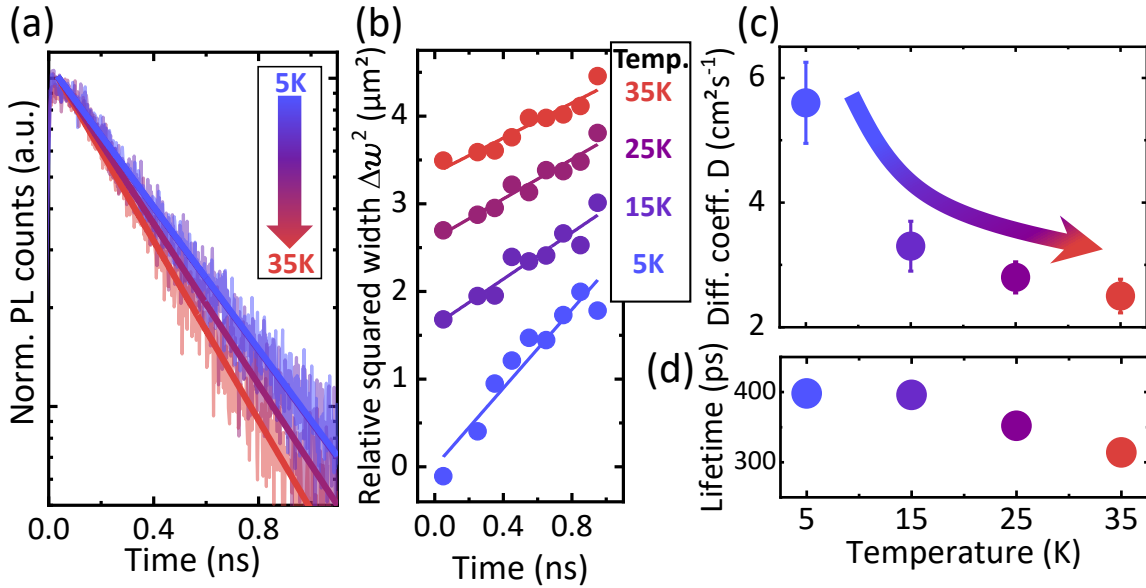 (a)
Norm. PL counts (a.u.)
5K
35K
0.0
0.4
0.8
Time (ns)
(b)
Relative squared width Δw² (μm²)
4
3
2
1
0
0.0
0.4
0.8
Time (ns)
Temp.
35K
25K
15K
5K
(c)
Diff. coeff. D (cm²s⁻¹)
6
4
2
(d)
Lifetime (ps)
400
300
5
15
25
35
Temperature (K)